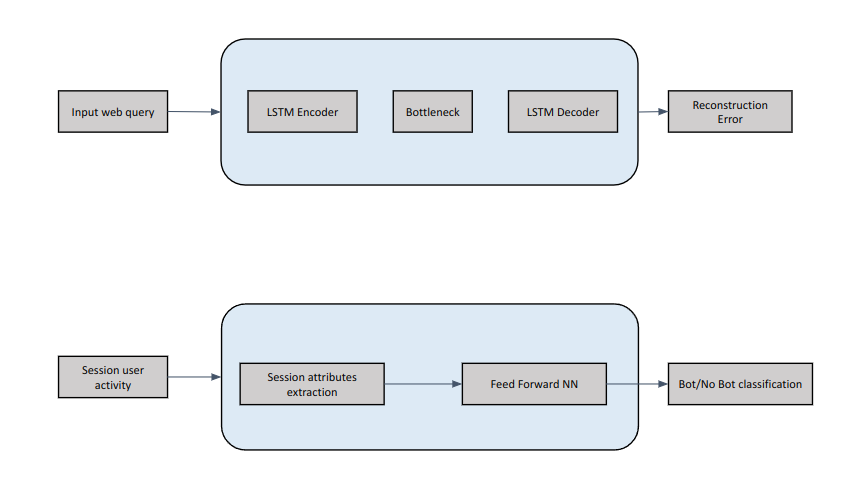 Input web query
LSTM Encoder
Bottleneck
LSTM Decoder
Reconstruction
Error
Session user
activity
Session attributes
extraction
Feed Forward NN
Bot/No Bot classification